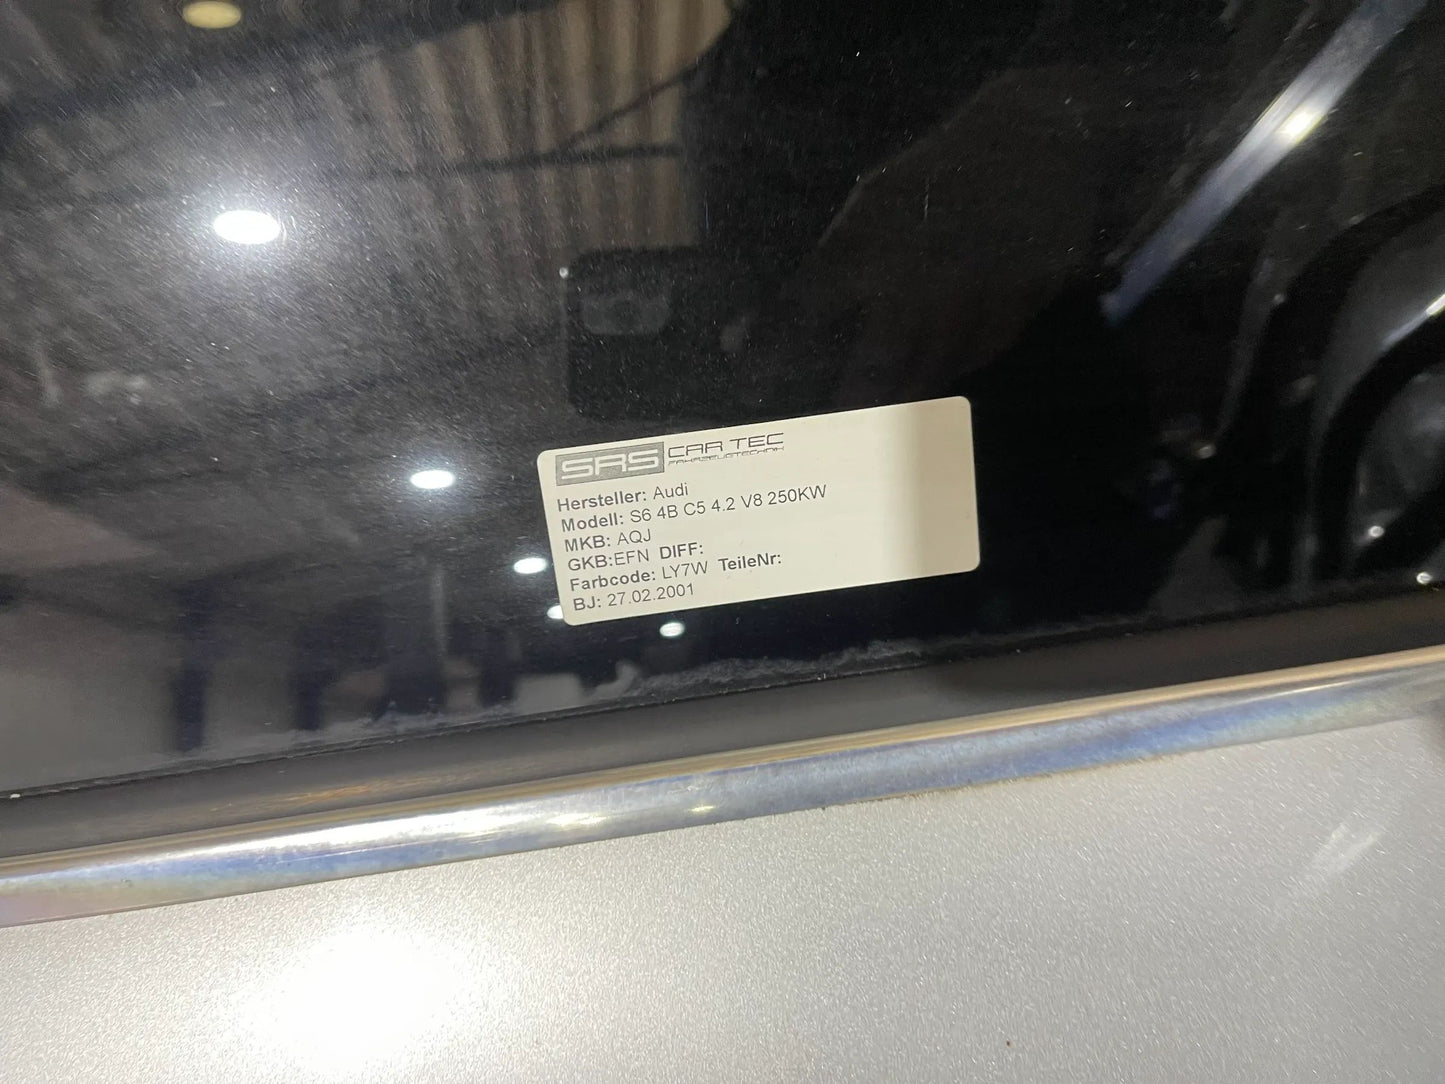 SRS CAR TEC
FAHRZEUGTECHNIK
Hersteller: Audi
Modell: S6 4B C5 4.2 V8 250KW
MKB: AQJ
GKB:EFN DIFF:
Farbcode: LY7W TeileNr:
BJ: 27.02.2001